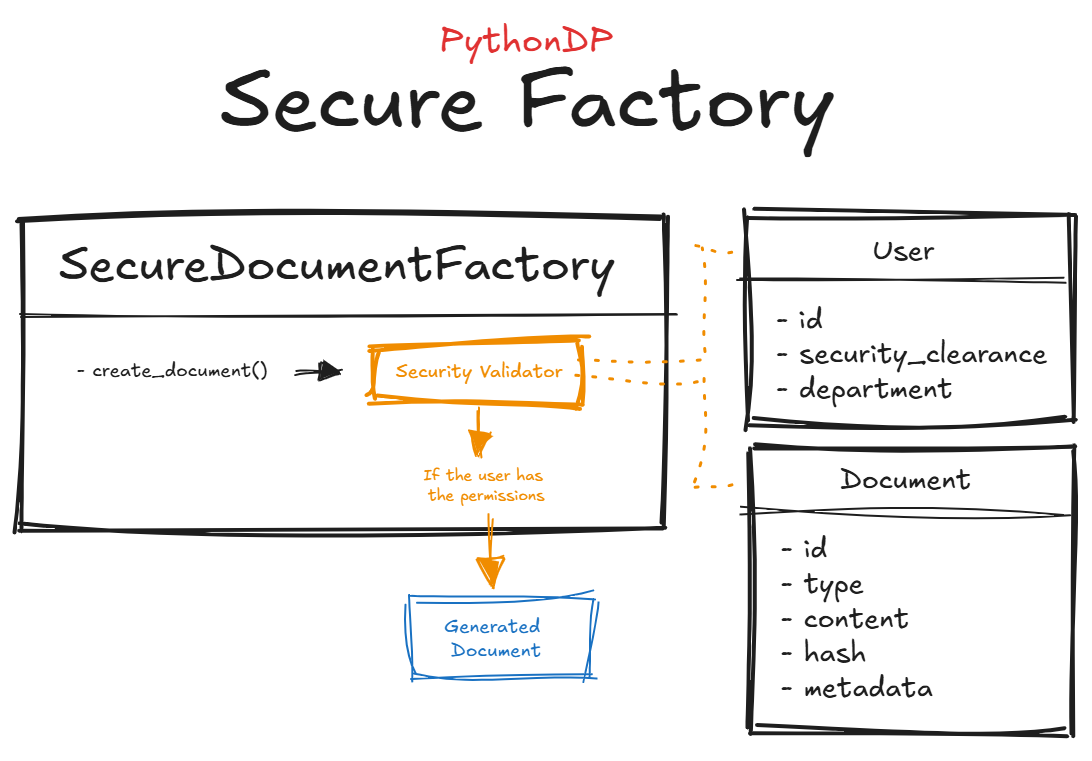 PythonDP
Secure Factory
SecureDocumentFactory
- create_document()
Security Validator
If the user has
the permissions
Generated
Document
User
- id
- security_clearance
- department
Document
- id
- type
- content
- hash
- metadata